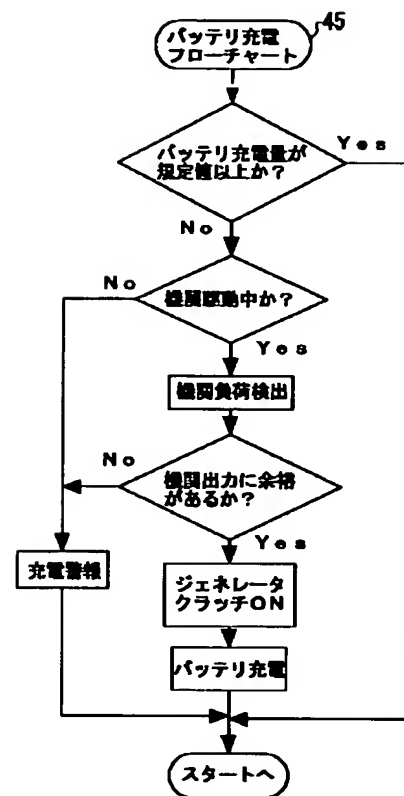 バッテリ充電
フローチャート
45
バッテリ充電量が
規定値以上か?
Yes
No
機関駆動中か?
No
Yes
機関負荷検出
機関出力に余裕
があるか?
No
Yes
充電警報
ジェネレータ
クラッチON
バッテリ充電
スタートへ